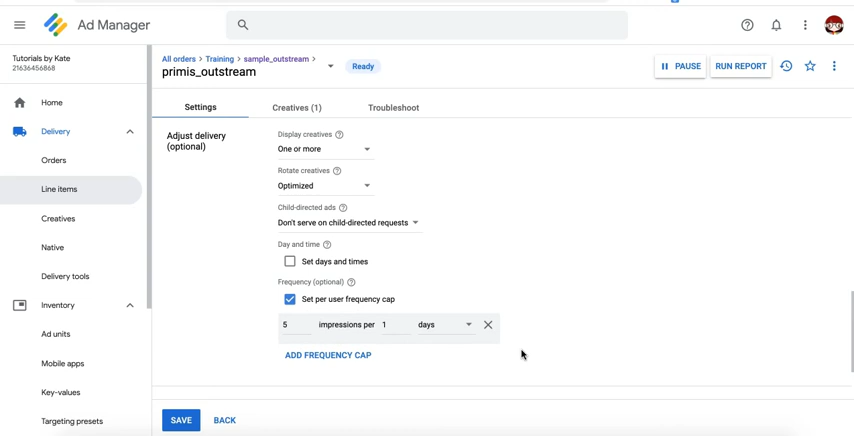 Ad Manager
Tutorials by Kate
21636456868
Home
Delivery
Orders
Line items
Creatives
Native
Delivery tools
Inventory
Ad units
Mobile apps
Key-values
Targeting presets
All orders > Training > sample_outstream >
primis_outstream
Ready
PAUSE
RUN REPORT
Settings
Creatives (1)
Troubleshoot
Adjust delivery
(optional)
Display creatives
One or more
Rotate creatives
Optimized
Child-directed ads
Don't serve on child-directed requests
Day and time
Set days and times
Frequency (optional)
Set per user frequency cap
5 impressions per 1 days
ADD FREQUENCY CAP
SAVE
BACK